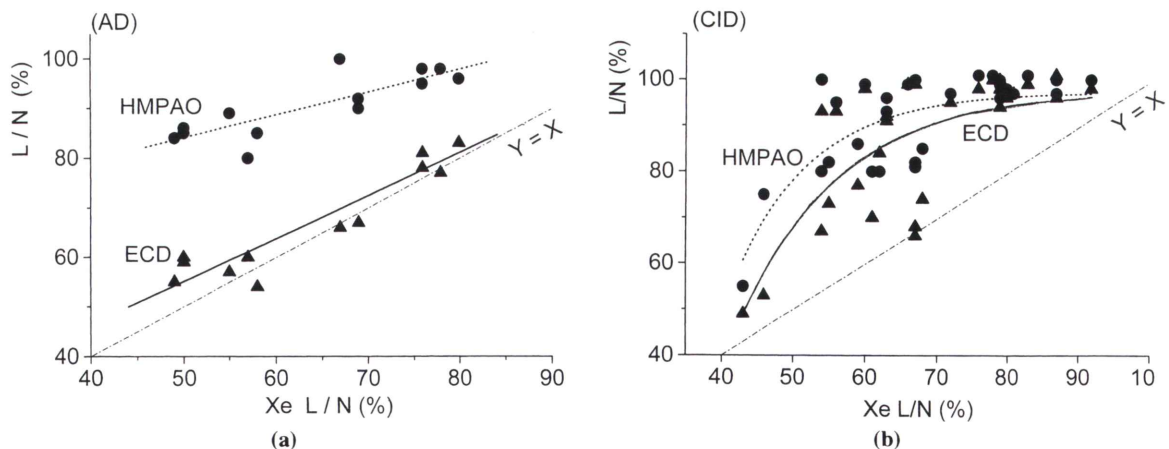 (AD)
L / N (%)
100
80
60
40
HMPAO
ECD
Y = X
40 50 60 70 80 90
Xe L / N (%)
(a)
(CID)
L/N (%)
100
80
60
40
HMPAO
ECD
Y = X
40 50 60 70 80 90 10
Xe L/N (%)
(b)